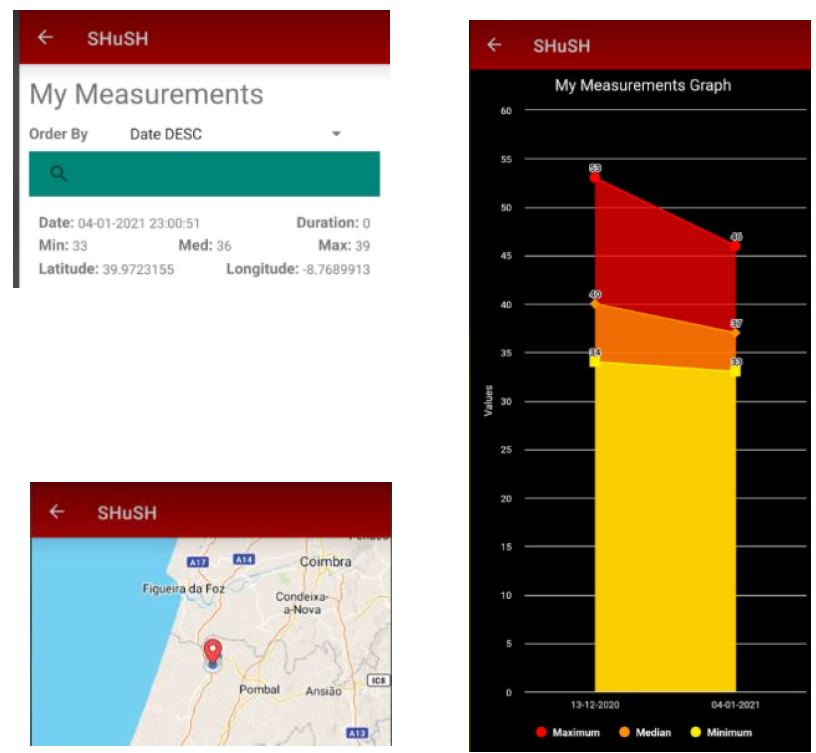 SHuSH
My Measurements
Order By Date DESC
Date: 04-01-2021 23:00:51 Duration: 0
Min: 33 Med: 36 Max: 39
Latitude: 39.9723155 Longitude: -8.7689913
SHuSH
A17 A14 Coimbra
Figueira da Foz
Condeixa-
a-Nova
Pombal Ansião
IC8
A13
SHuSH
My Measurements Graph
60
55
53
50
46
45
40
40
37
35
34
33
Values
30
25
20
15
10
5
0
13-12-2020 04-01-2021
Maximum Median Minimum